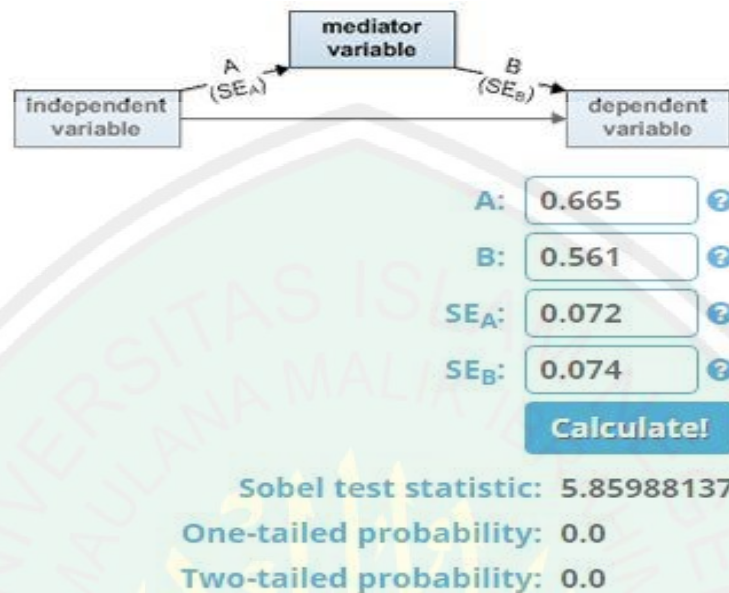 mediator
variable
A
(SEA)
B
(SEB)
independent
variable
dependent
variable
A: 0.665 ?
B: 0.561 ?
SEA: 0.072 ?
SEB: 0.074 ?
Calculate!
Sobel test statistic: 5.85988137
One-tailed probability: 0.0
Two-tailed probability: 0.0